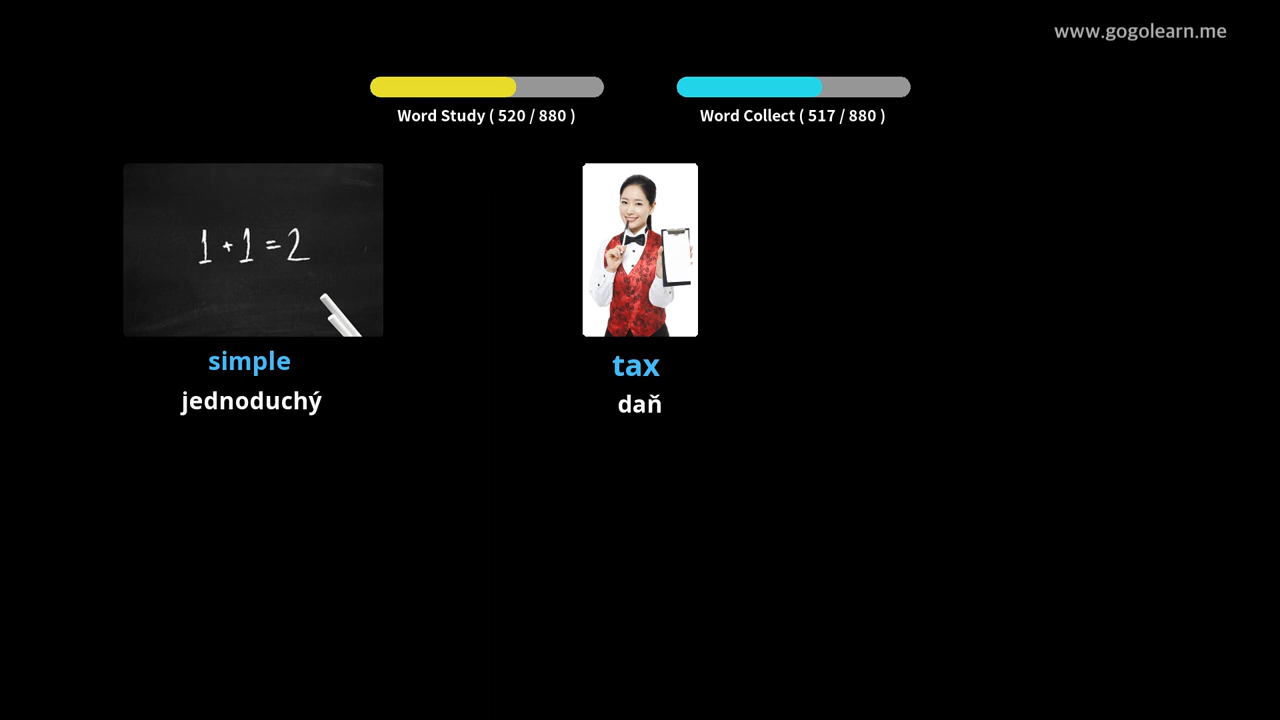 www.gogolearn.me
Word Study ( 520 / 880 )
Word Collect ( 517 / 880 )
1 + 1 = 2
simple
jednoduchý
tax
daň